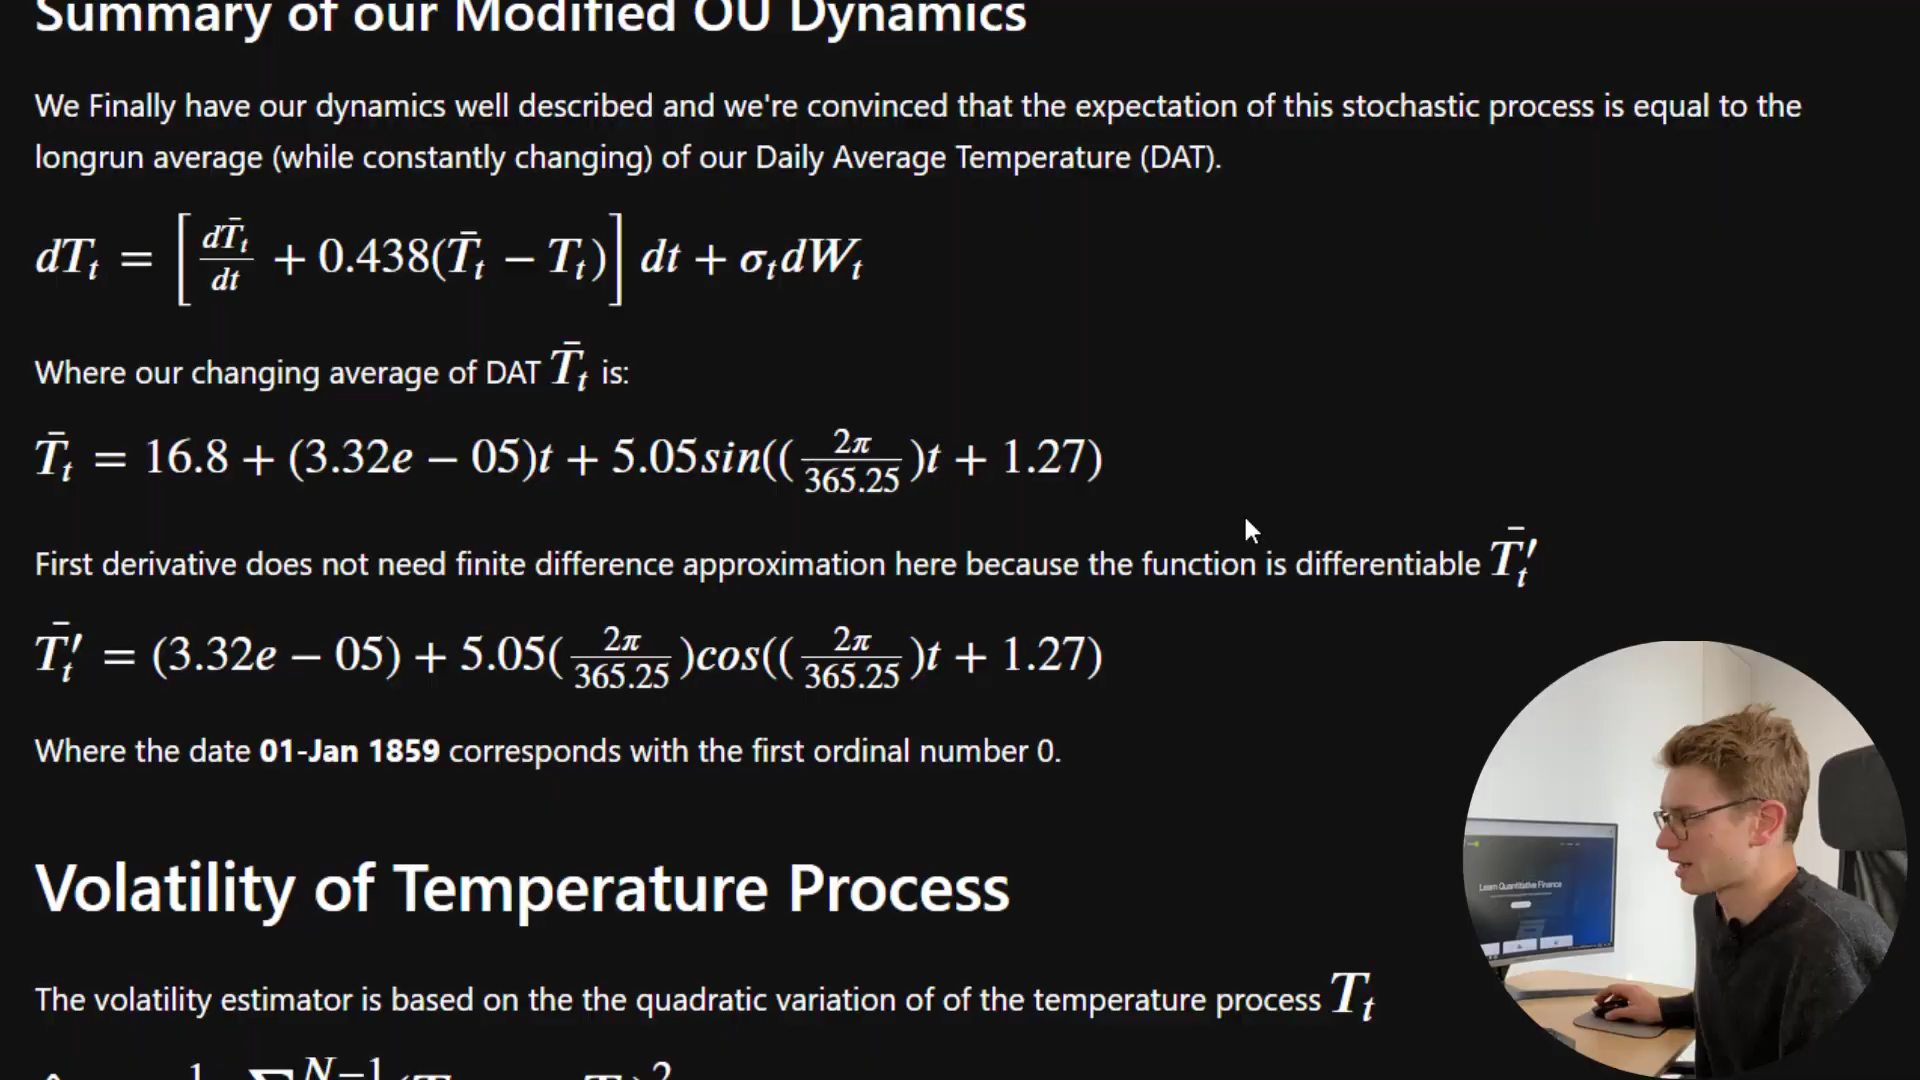 Summary of our Modified OU Dynamics
We Finally have our dynamics well described and we're convinced that the expectation of this stochastic process is equal to the
longrun average (while constantly changing) of our Daily Average Temperature (DAT).
dT_t = [dT̄_t/dt + 0.438(T̄_t − T_t)] dt + σ_t dW_t
Where our changing average of DAT T̄_t is:
T̄_t = 16.8 + (3.32e − 05)t + 5.05sin((2π/365.25)t + 1.27)
First derivative does not need finite difference approximation here because the function is differentiable T̄′_t
T̄′_t = (3.32e − 05) + 5.05(2π/365.25)cos((2π/365.25)t + 1.27)
Where the date 01-Jan 1859 corresponds with the first ordinal number 0.
Volatility of Temperature Process
The volatility estimator is based on the the quadratic variation of of the temperature process T_t
Learn Quantitative Finance